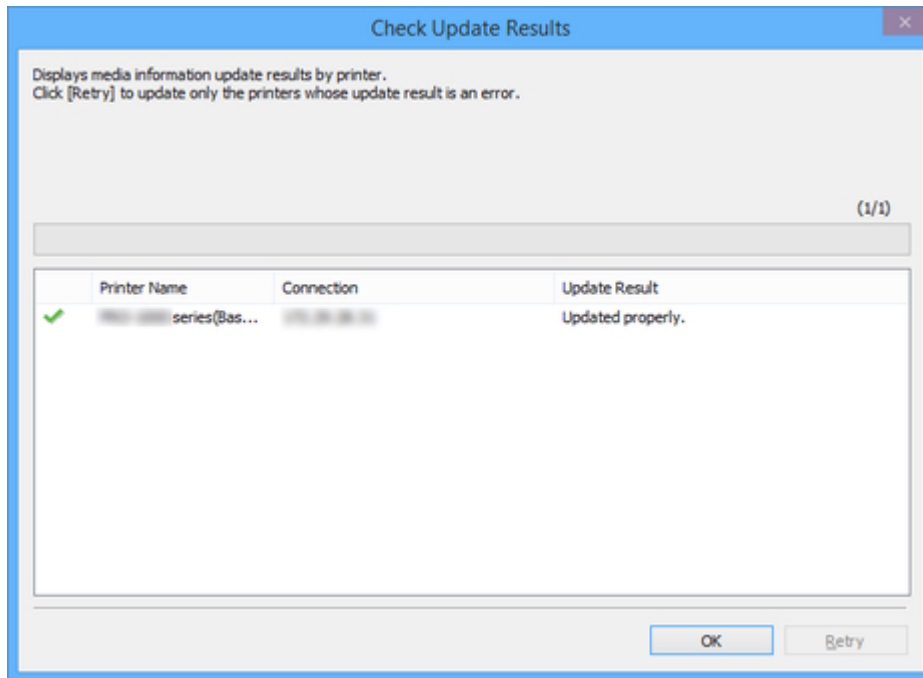 Check Update Results
Displays media information update results by printer.
Click [Retry] to update only the printers whose update result is an error.
(1/1)
Printer Name Connection Update Result
series(Bas... Updated properly.
OK Retry